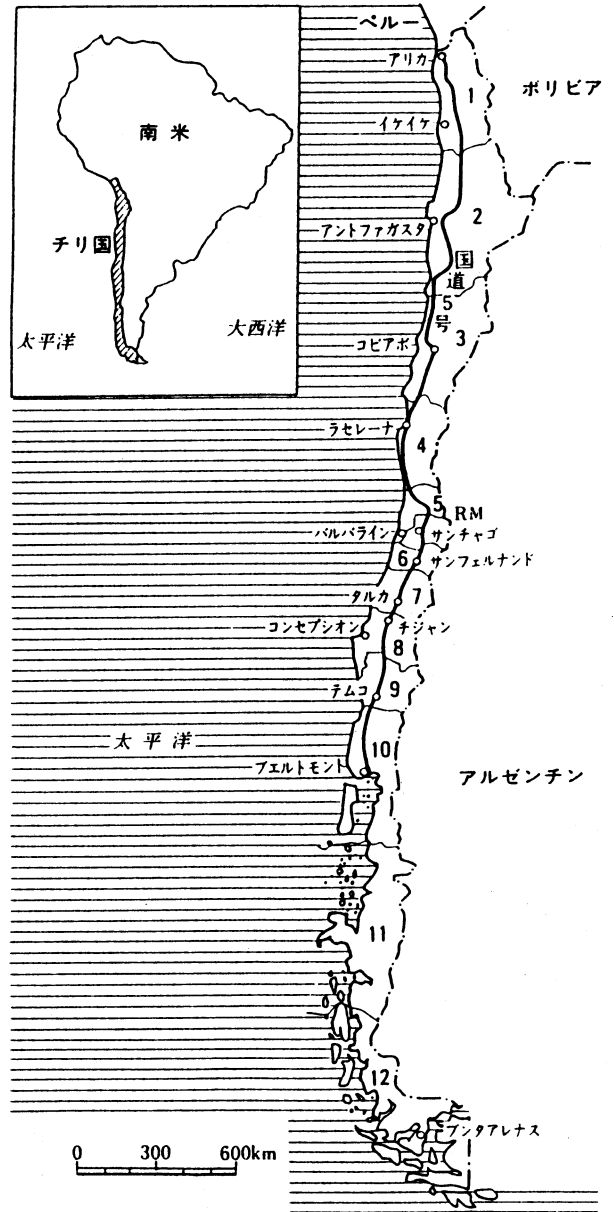 南米
チリ国
太平洋
大西洋
ペルー
アリカ
1
ボリビア
イケイケ
2
アントファガスタ
国道5号
3
コピアポ
ラセレーナ
4
5
RM
バルパライン
サンチャゴ
6
サンフェルナンド
7
タルカ
コンセプシオン
チジャン
8
テムコ
9
太平洋
10
プエルトモント
アルゼンチン
11
12
プンタアレナス
0 300 600km